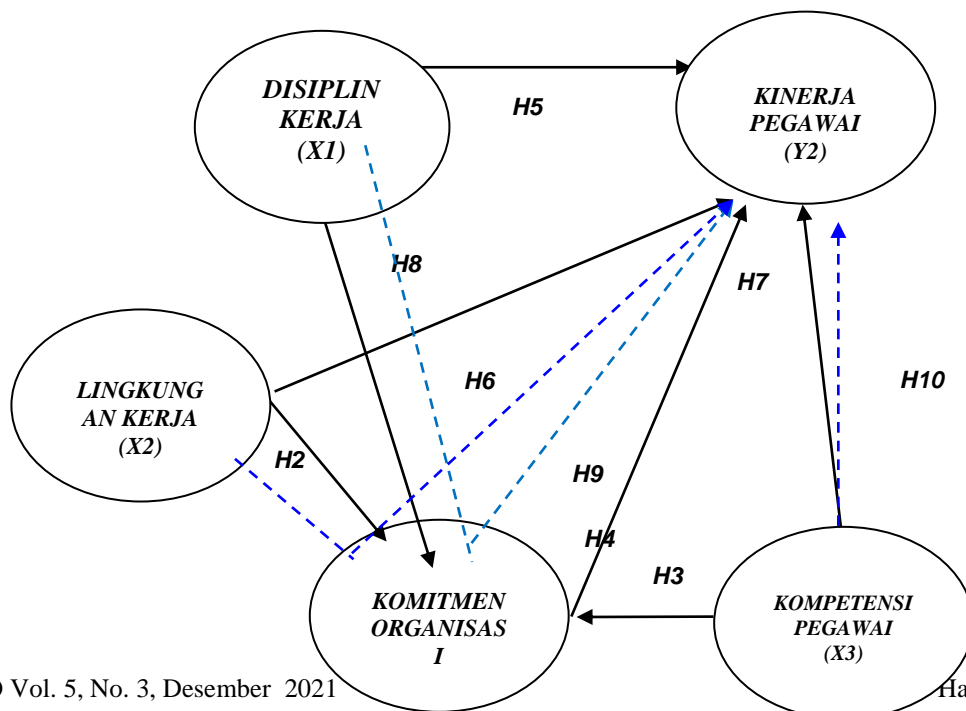 DISIPLIN
KERJA
(X1)
KINERJA
PEGAWAI
(Y2)
H5
H8
H7
LINGKUNG
AN KERJA
(X2)
H6
H10
H2
H9
H4
H3
KOMITMEN
ORGANISAS
I
KOMPETENSI
PEGAWAI
(X3)
Vol. 5, No. 3, Desember 2021